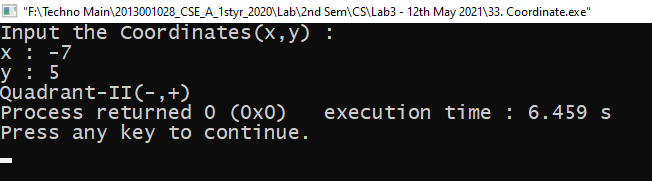 "F:\Techno Main\2013001028_CSE_A_1styr_2020\Lab\2nd Sem\CS\Lab3 - 12th May 2021\33. Coordinate.exe"
Input the Coordinates(x,y) :
x : -7
y : 5
Quadrant-II(-,+)
Process returned 0 (0x0)   execution time : 6.459 s
Press any key to continue.